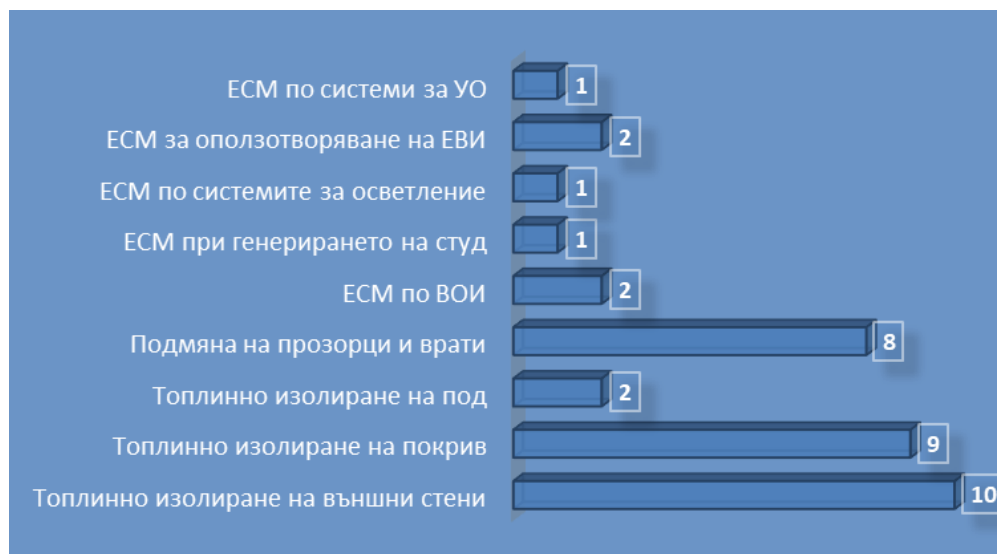 ЕСМ по системи за УО 1
ЕСМ за оползотворяване на ЕВИ 2
ЕСМ по системите за осветление 1
ЕСМ при генерирането на студ 1
ЕСМ по ВОИ 2
Подмяна на прозорци и врати 8
Топлинно изолиране на под 2
Топлинно изолиране на покрив 9
Топлинно изолиране на външни стени 10